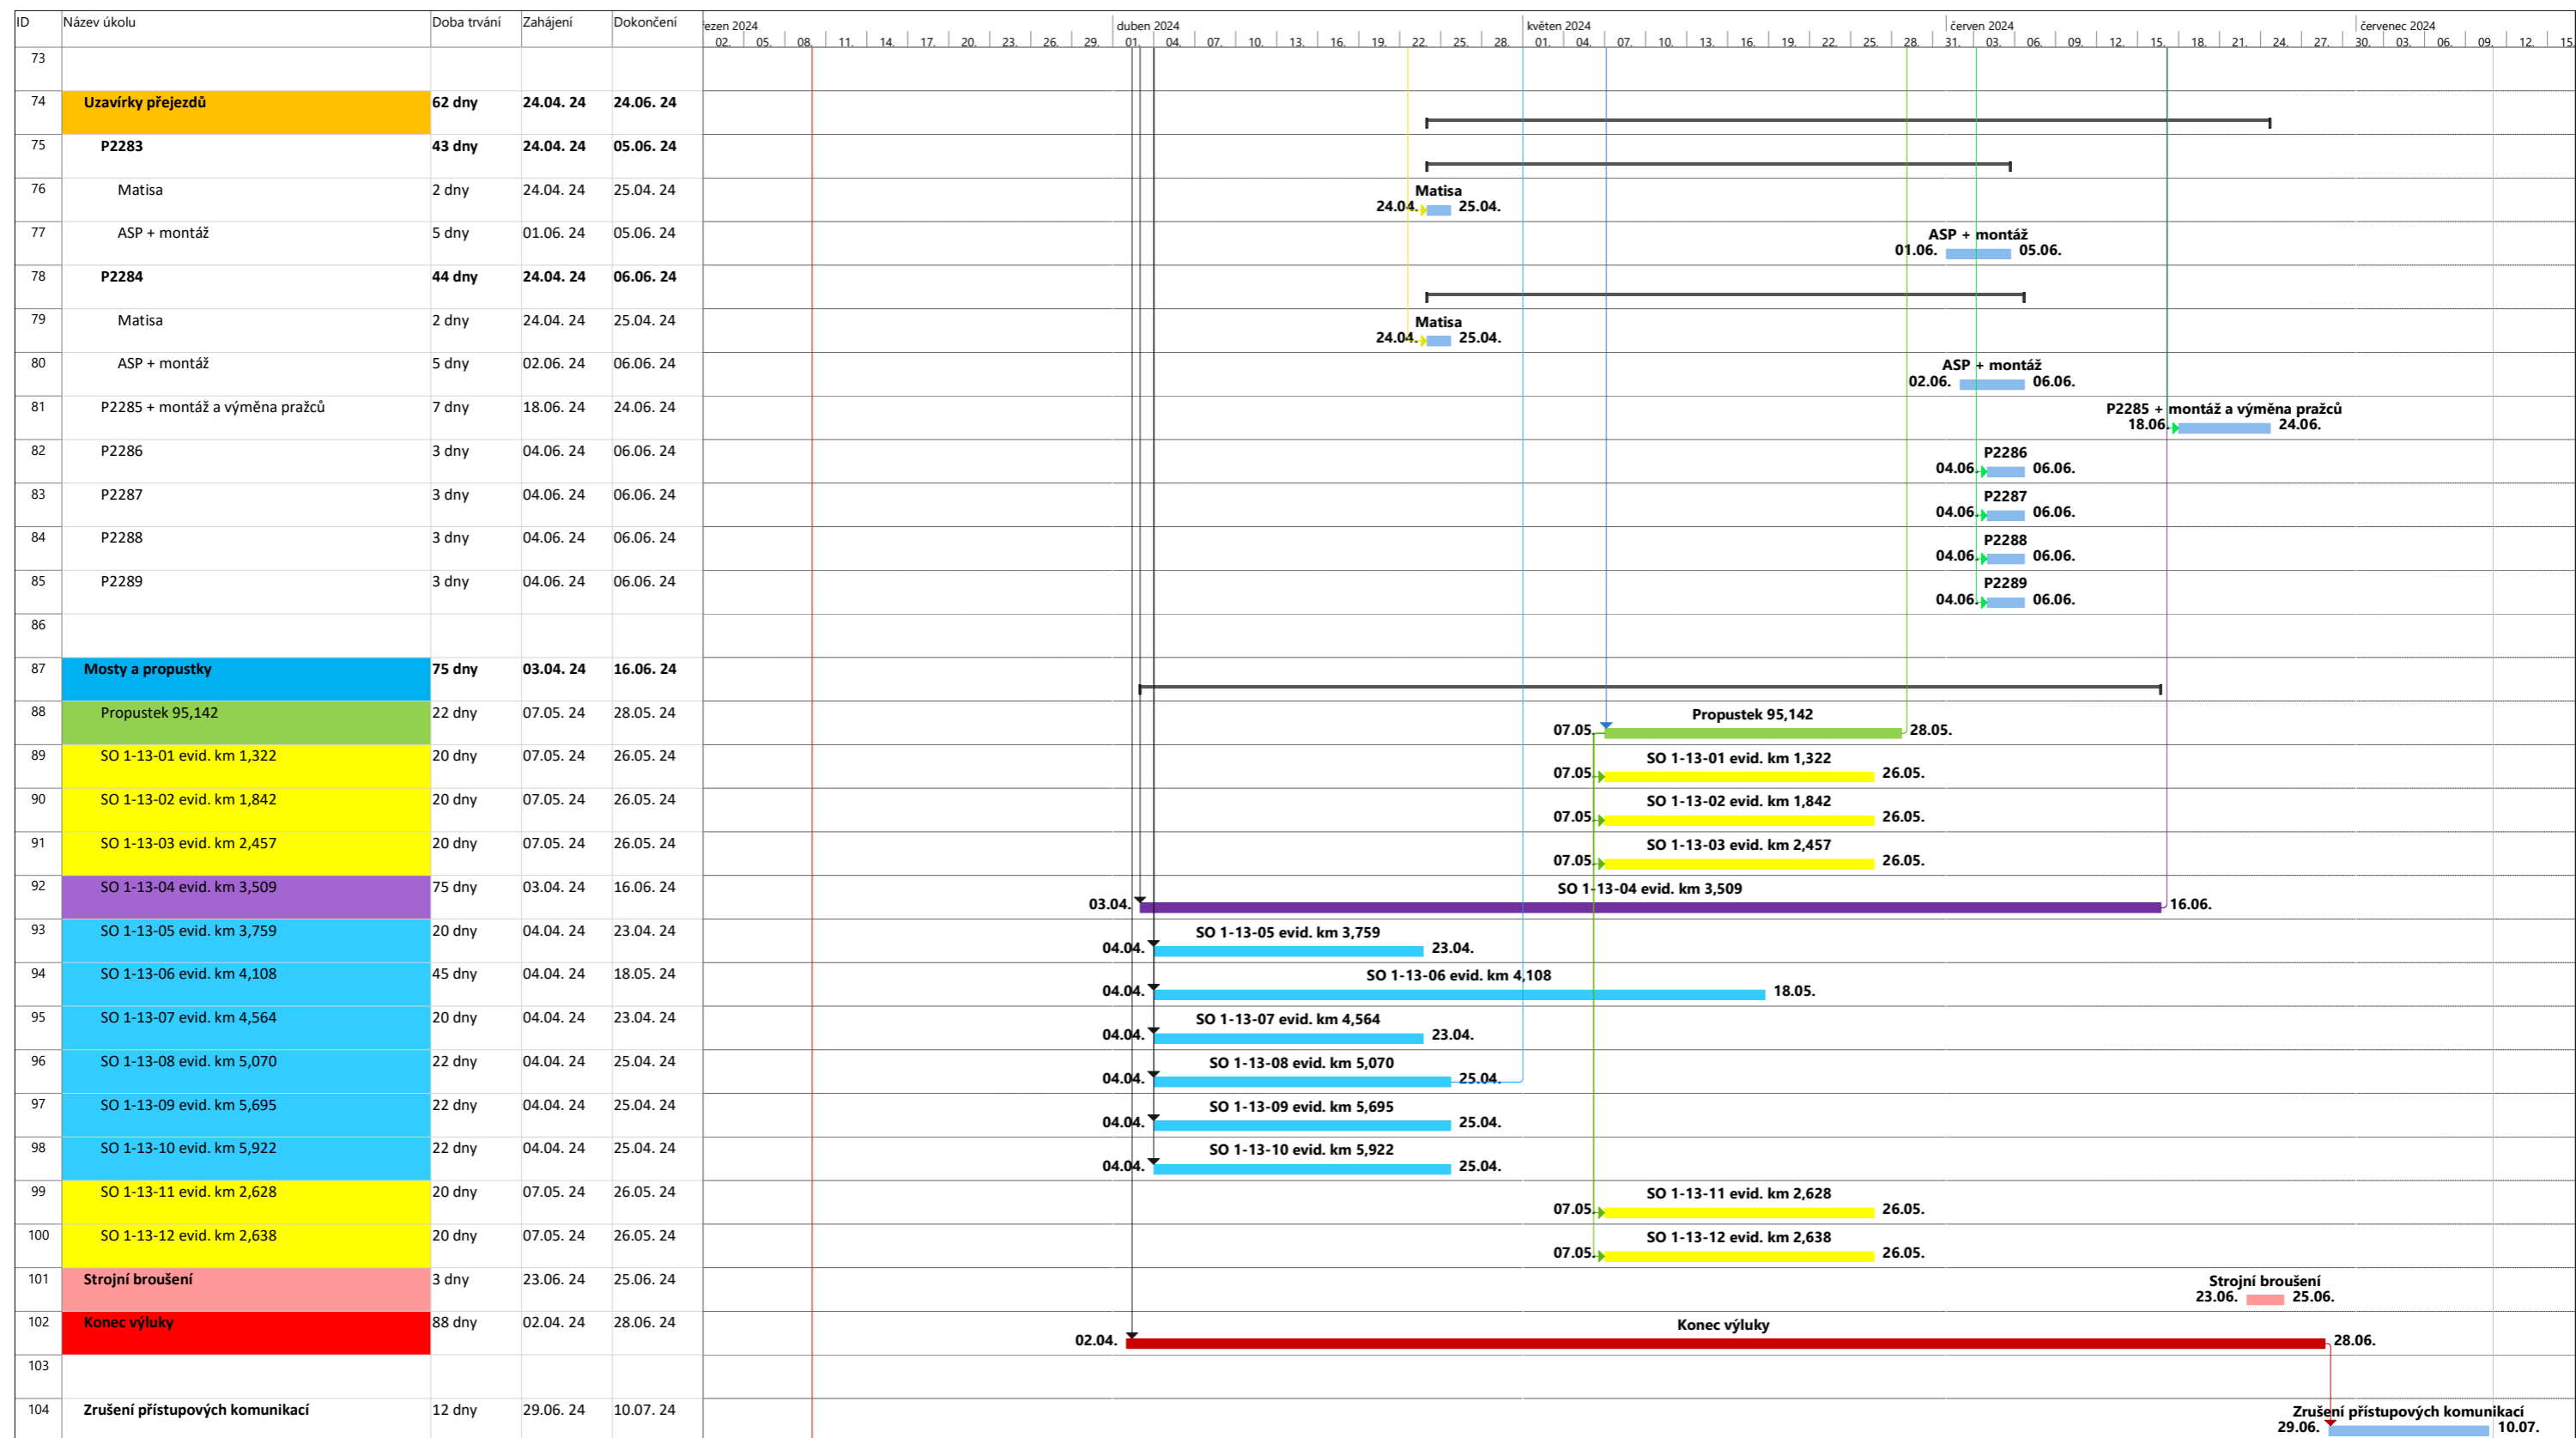 ID Název úkolu Doba trvání Zahájení Dokončení
ezen 2024 duben 2024 květen 2024 červen 2024 červenec 2024
02. 05. 08. 11. 14. 17. 20. 23. 26. 29. 01. 04. 07. 10. 13. 16. 19. 22. 25. 28. 01. 04. 07. 10. 13. 16. 19. 22. 25. 28. 31. 03. 06. 09. 12. 15. 18. 21. 24. 27. 30. 03. 06. 09. 12. 15.
73
74 Uzavírky přejezdů 62 dny 24.04. 24 24.06. 24
75 P2283 43 dny 24.04. 24 05.06. 24
76 Matisa 2 dny 24.04. 24 25.04. 24 Matisa
24.04. 25.04.
77 ASP + montáž 5 dny 01.06. 24 05.06. 24 ASP + montáž
01.06. 05.06.
78 P2284 44 dny 24.04. 24 06.06. 24
79 Matisa 2 dny 24.04. 24 25.04. 24 Matisa
24.04. 25.04.
80 ASP + montáž 5 dny 02.06. 24 06.06. 24 ASP + montáž
02.06. 06.06.
81 P2285 + montáž a výměna pražců 7 dny 18.06. 24 24.06. 24 P2285 + montáž a výměna pražců
18.06. 24.06.
82 P2286 3 dny 04.06. 24 06.06. 24 P2286
04.06. 06.06.
83 P2287 3 dny 04.06. 24 06.06. 24 P2287
04.06. 06.06.
84 P2288 3 dny 04.06. 24 06.06. 24 P2288
04.06. 06.06.
85 P2289 3 dny 04.06. 24 06.06. 24 P2289
04.06. 06.06.
86
87 Mosty a propustky 75 dny 03.04. 24 16.06. 24
88 Propustek 95,142 22 dny 07.05. 24 28.05. 24 Propustek 95,142
07.05. 28.05.
89 SO 1-13-01 evid. km 1,322 20 dny 07.05. 24 26.05. 24 SO 1-13-01 evid. km 1,322
07.05. 26.05.
90 SO 1-13-02 evid. km 1,842 20 dny 07.05. 24 26.05. 24 SO 1-13-02 evid. km 1,842
07.05. 26.05.
91 SO 1-13-03 evid. km 2,457 20 dny 07.05. 24 26.05. 24 SO 1-13-03 evid. km 2,457
07.05. 26.05.
92 SO 1-13-04 evid. km 3,509 75 dny 03.04. 24 16.06. 24 SO 1-13-04 evid. km 3,509
03.04. 16.06.
93 SO 1-13-05 evid. km 3,759 20 dny 04.04. 24 23.04. 24 SO 1-13-05 evid. km 3,759
04.04. 23.04.
94 SO 1-13-06 evid. km 4,108 45 dny 04.04. 24 18.05. 24 SO 1-13-06 evid. km 4,108
04.04. 18.05.
95 SO 1-13-07 evid. km 4,564 20 dny 04.04. 24 23.04. 24 SO 1-13-07 evid. km 4,564
04.04. 23.04.
96 SO 1-13-08 evid. km 5,070 22 dny 04.04. 24 25.04. 24 SO 1-13-08 evid. km 5,070
04.04. 25.04.
97 SO 1-13-09 evid. km 5,695 22 dny 04.04. 24 25.04. 24 SO 1-13-09 evid. km 5,695
04.04. 25.04.
98 SO 1-13-10 evid. km 5,922 22 dny 04.04. 24 25.04. 24 SO 1-13-10 evid. km 5,922
04.04. 25.04.
99 SO 1-13-11 evid. km 2,628 20 dny 07.05. 24 26.05. 24 SO 1-13-11 evid. km 2,628
07.05. 26.05.
100 SO 1-13-12 evid. km 2,638 20 dny 07.05. 24 26.05. 24 SO 1-13-12 evid. km 2,638
07.05. 26.05.
101 Strojní broušení 3 dny 23.06. 24 25.06. 24 Strojní broušení
23.06. 25.06.
102 Konec výluky 88 dny 02.04. 24 28.06. 24 Konec výluky
02.04. 28.06.
103
104 Zrušení přístupových komunikací 12 dny 29.06. 24 10.07. 24 Zrušení přístupových komunikací
29.06. 10.07.